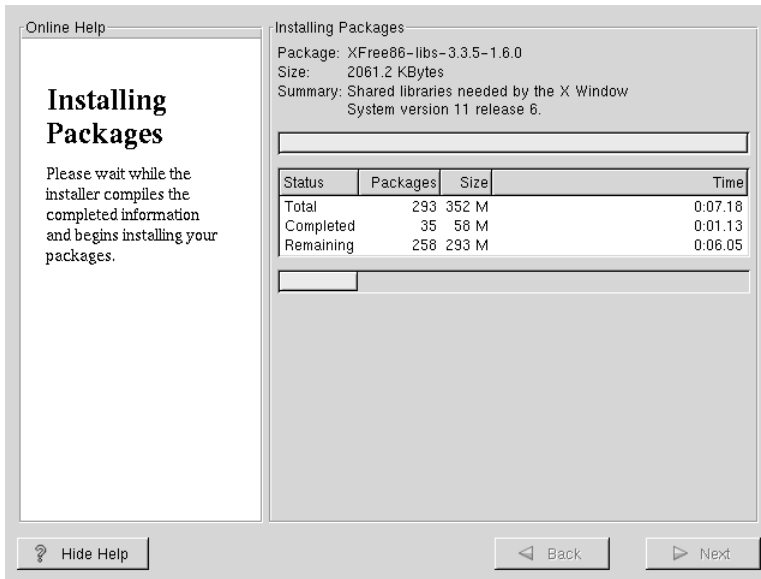 Online Help
Installing
Packages
Please wait while the
installer compiles the
completed information
and begins installing your
packages.
Installing Packages
Package: XFree86-libs-3.3.5-1.6.0
Size: 2061.2 KBytes
Summary: Shared libraries needed by the X Window
System version 11 release 6.
Status Packages Size Time
Total 293 352 M 0:07.18
Completed 35 58 M 0:01.13
Remaining 258 293 M 0:06.05
? Hide Help
Back
Next